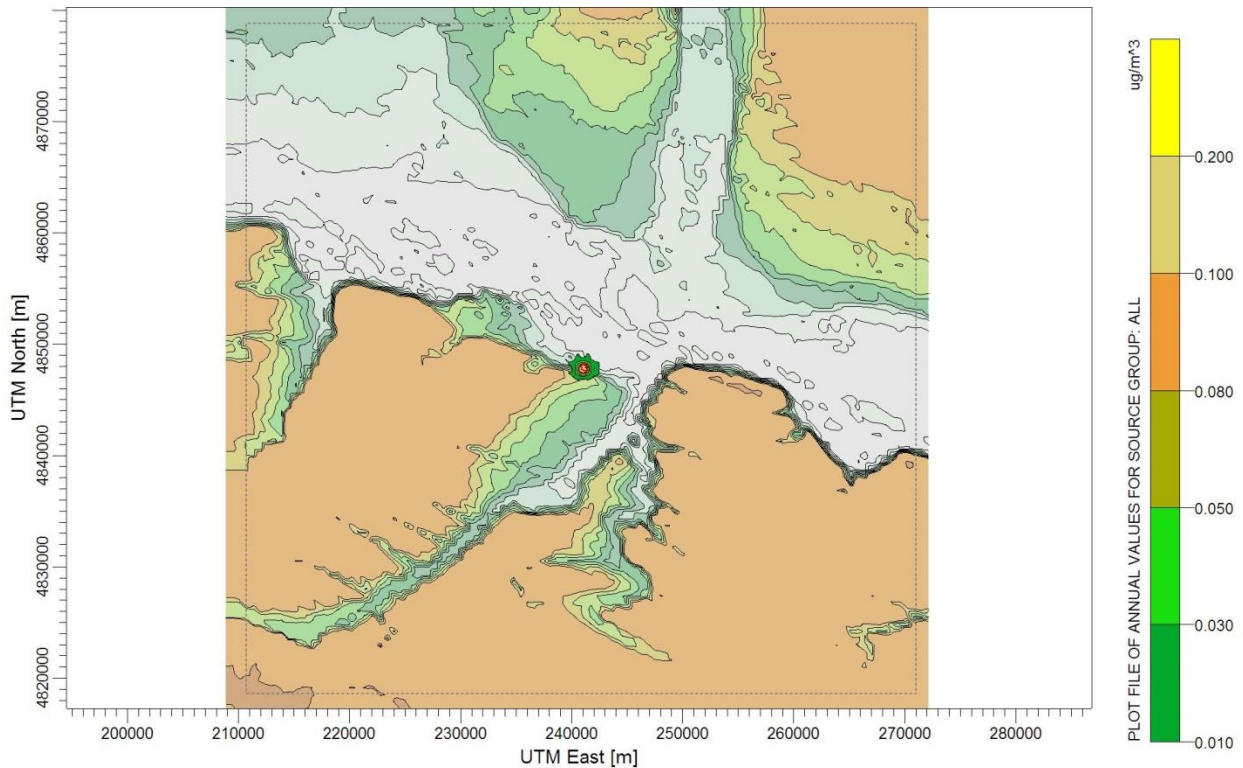 4870000
4860000
4850000
4840000
4830000
4820000
UTM North [m]
200000 210000 220000 230000 240000 250000 260000 270000 280000
UTM East [m]
PLOT FILE OF ANNUAL VALUES FOR SOURCE GROUP: ALL
ug/m^3
0.200
0.100
0.080
0.050
0.030
0.010